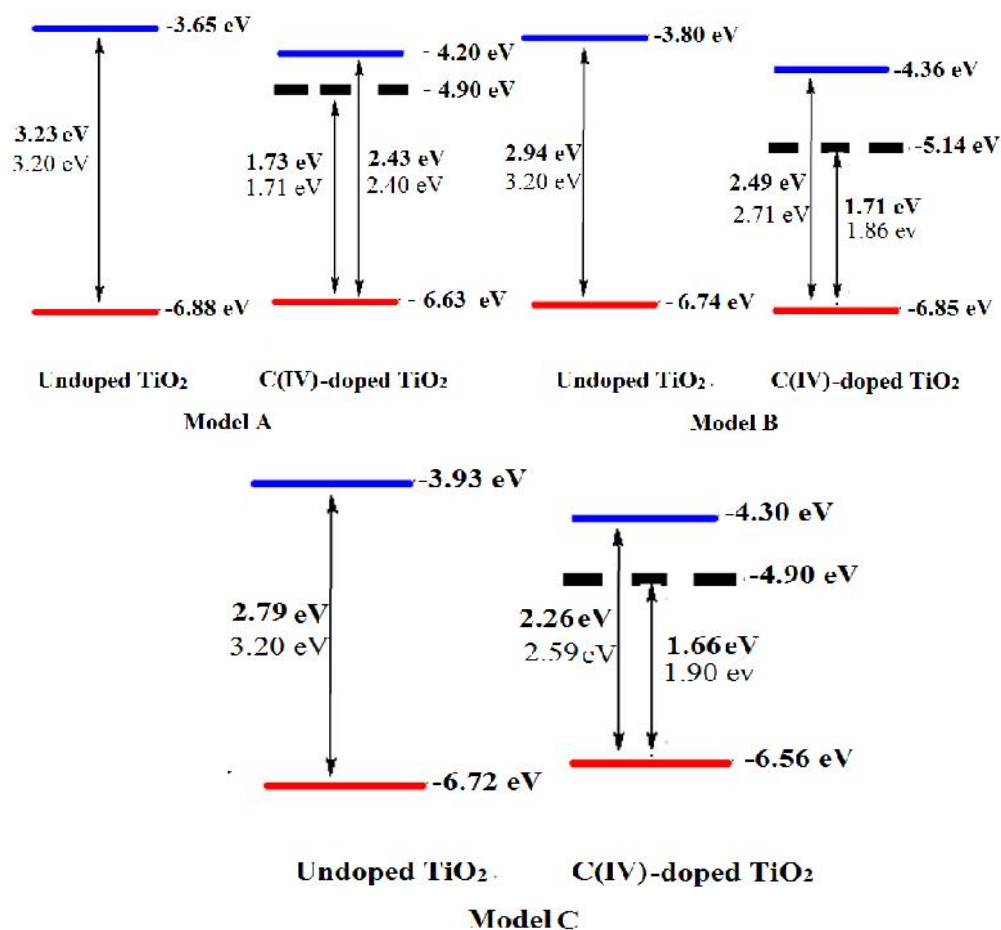 -3.65 eV
- 4.20 eV
- 4.90 eV
3.23 eV
3.20 eV
1.73 eV
1.71 eV
2.43 eV
2.40 eV
-6.88 eV
- 6.63 eV
Undoped TiO2
C(IV)-doped TiO2
Model A
-3.80 eV
-4.36 eV
-5.14 eV
2.94 eV
3.20 eV
2.49 eV
2.71 eV
1.71 eV
1.86 ev
-6.74 eV
-6.85 eV
Undoped TiO2
C(IV)-doped TiO2
Model B
-3.93 eV
-4.30 eV
-4.90 eV
2.79 eV
3.20 eV
2.26 eV
2.59 eV
1.66 eV
1.90 ev
-6.72 eV
-6.56 eV
Undoped TiO2
C(IV)-doped TiO2
Model C